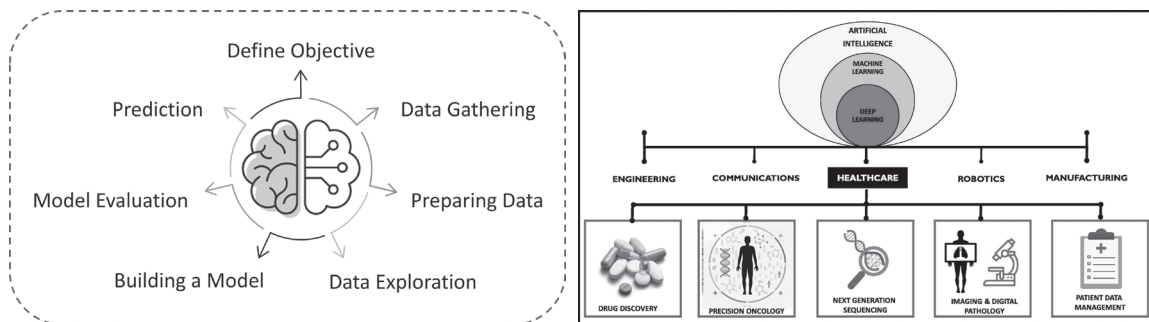 Define Objective
Prediction
Data Gathering
Model Evaluation
Preparing Data
Building a Model
Data Exploration
ARTIFICIAL
INTELLIGENCE
MACHINE
LEARNING
DEEP
LEARNING
ENGINEERING
COMMUNICATIONS
HEALTHCARE
ROBOTICS
MANUFACTURING
DRUG DISCOVERY
PRECISION ONCOLOGY
NEXT GENERATION
SEQUENCING
IMAGING & DIGITAL
PATHOLOGY
PATIENT DATA
MANAGEMENT